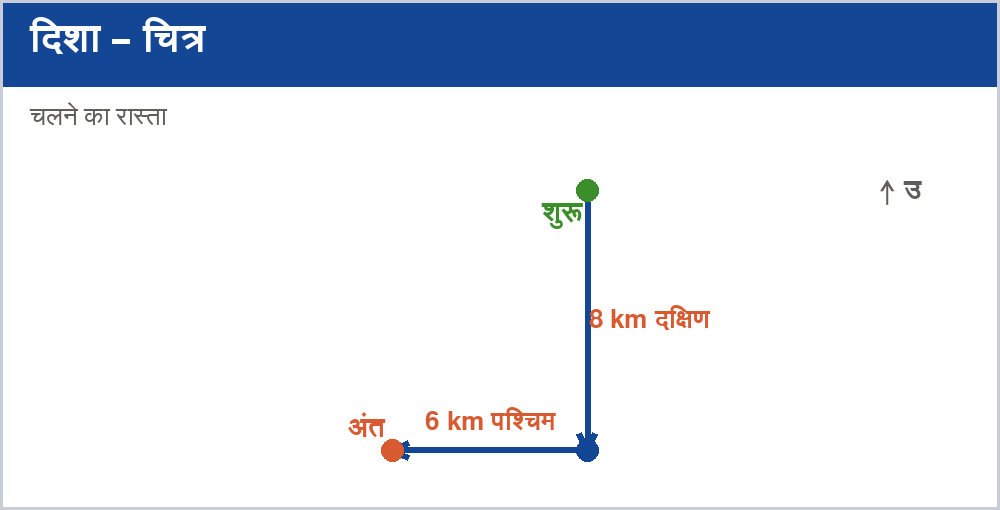 दिशा – चित्र
चलने का रास्ता
↑ उ
शुरू
8 km दक्षिण
6 km पश्चिम
अंत